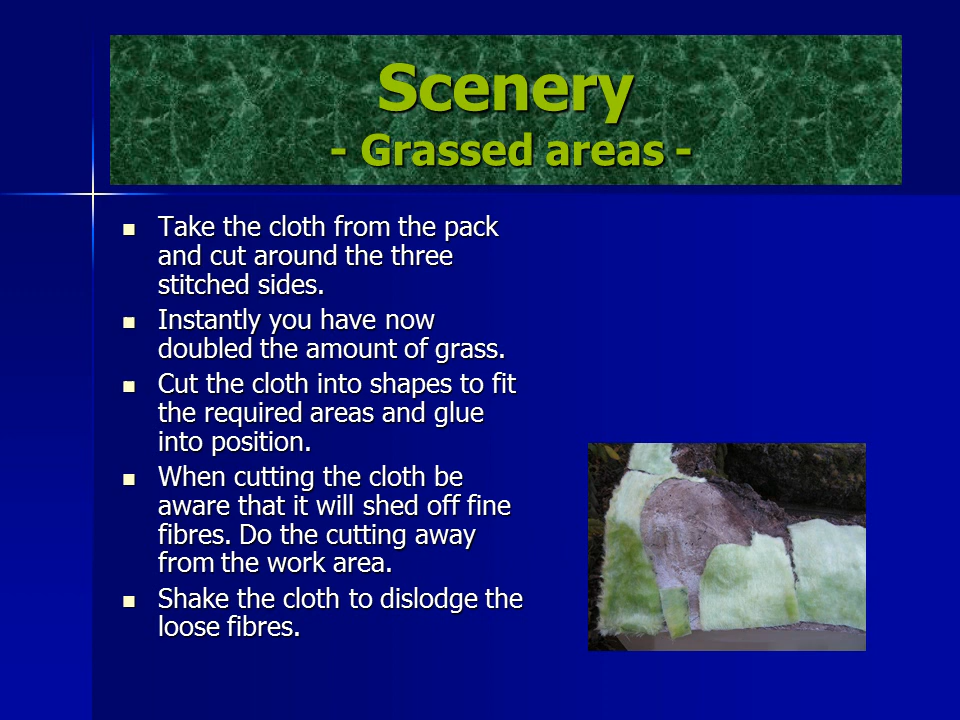 Scenery
- Grassed areas -
Take the cloth from the pack
and cut around the three
stitched sides.
Instantly you have now
doubled the amount of grass.
Cut the cloth into shapes to fit
the required areas and glue
into position.
When cutting the cloth be
aware that it will shed off fine
fibres. Do the cutting away
from the work area.
Shake the cloth to dislodge the
loose fibres.